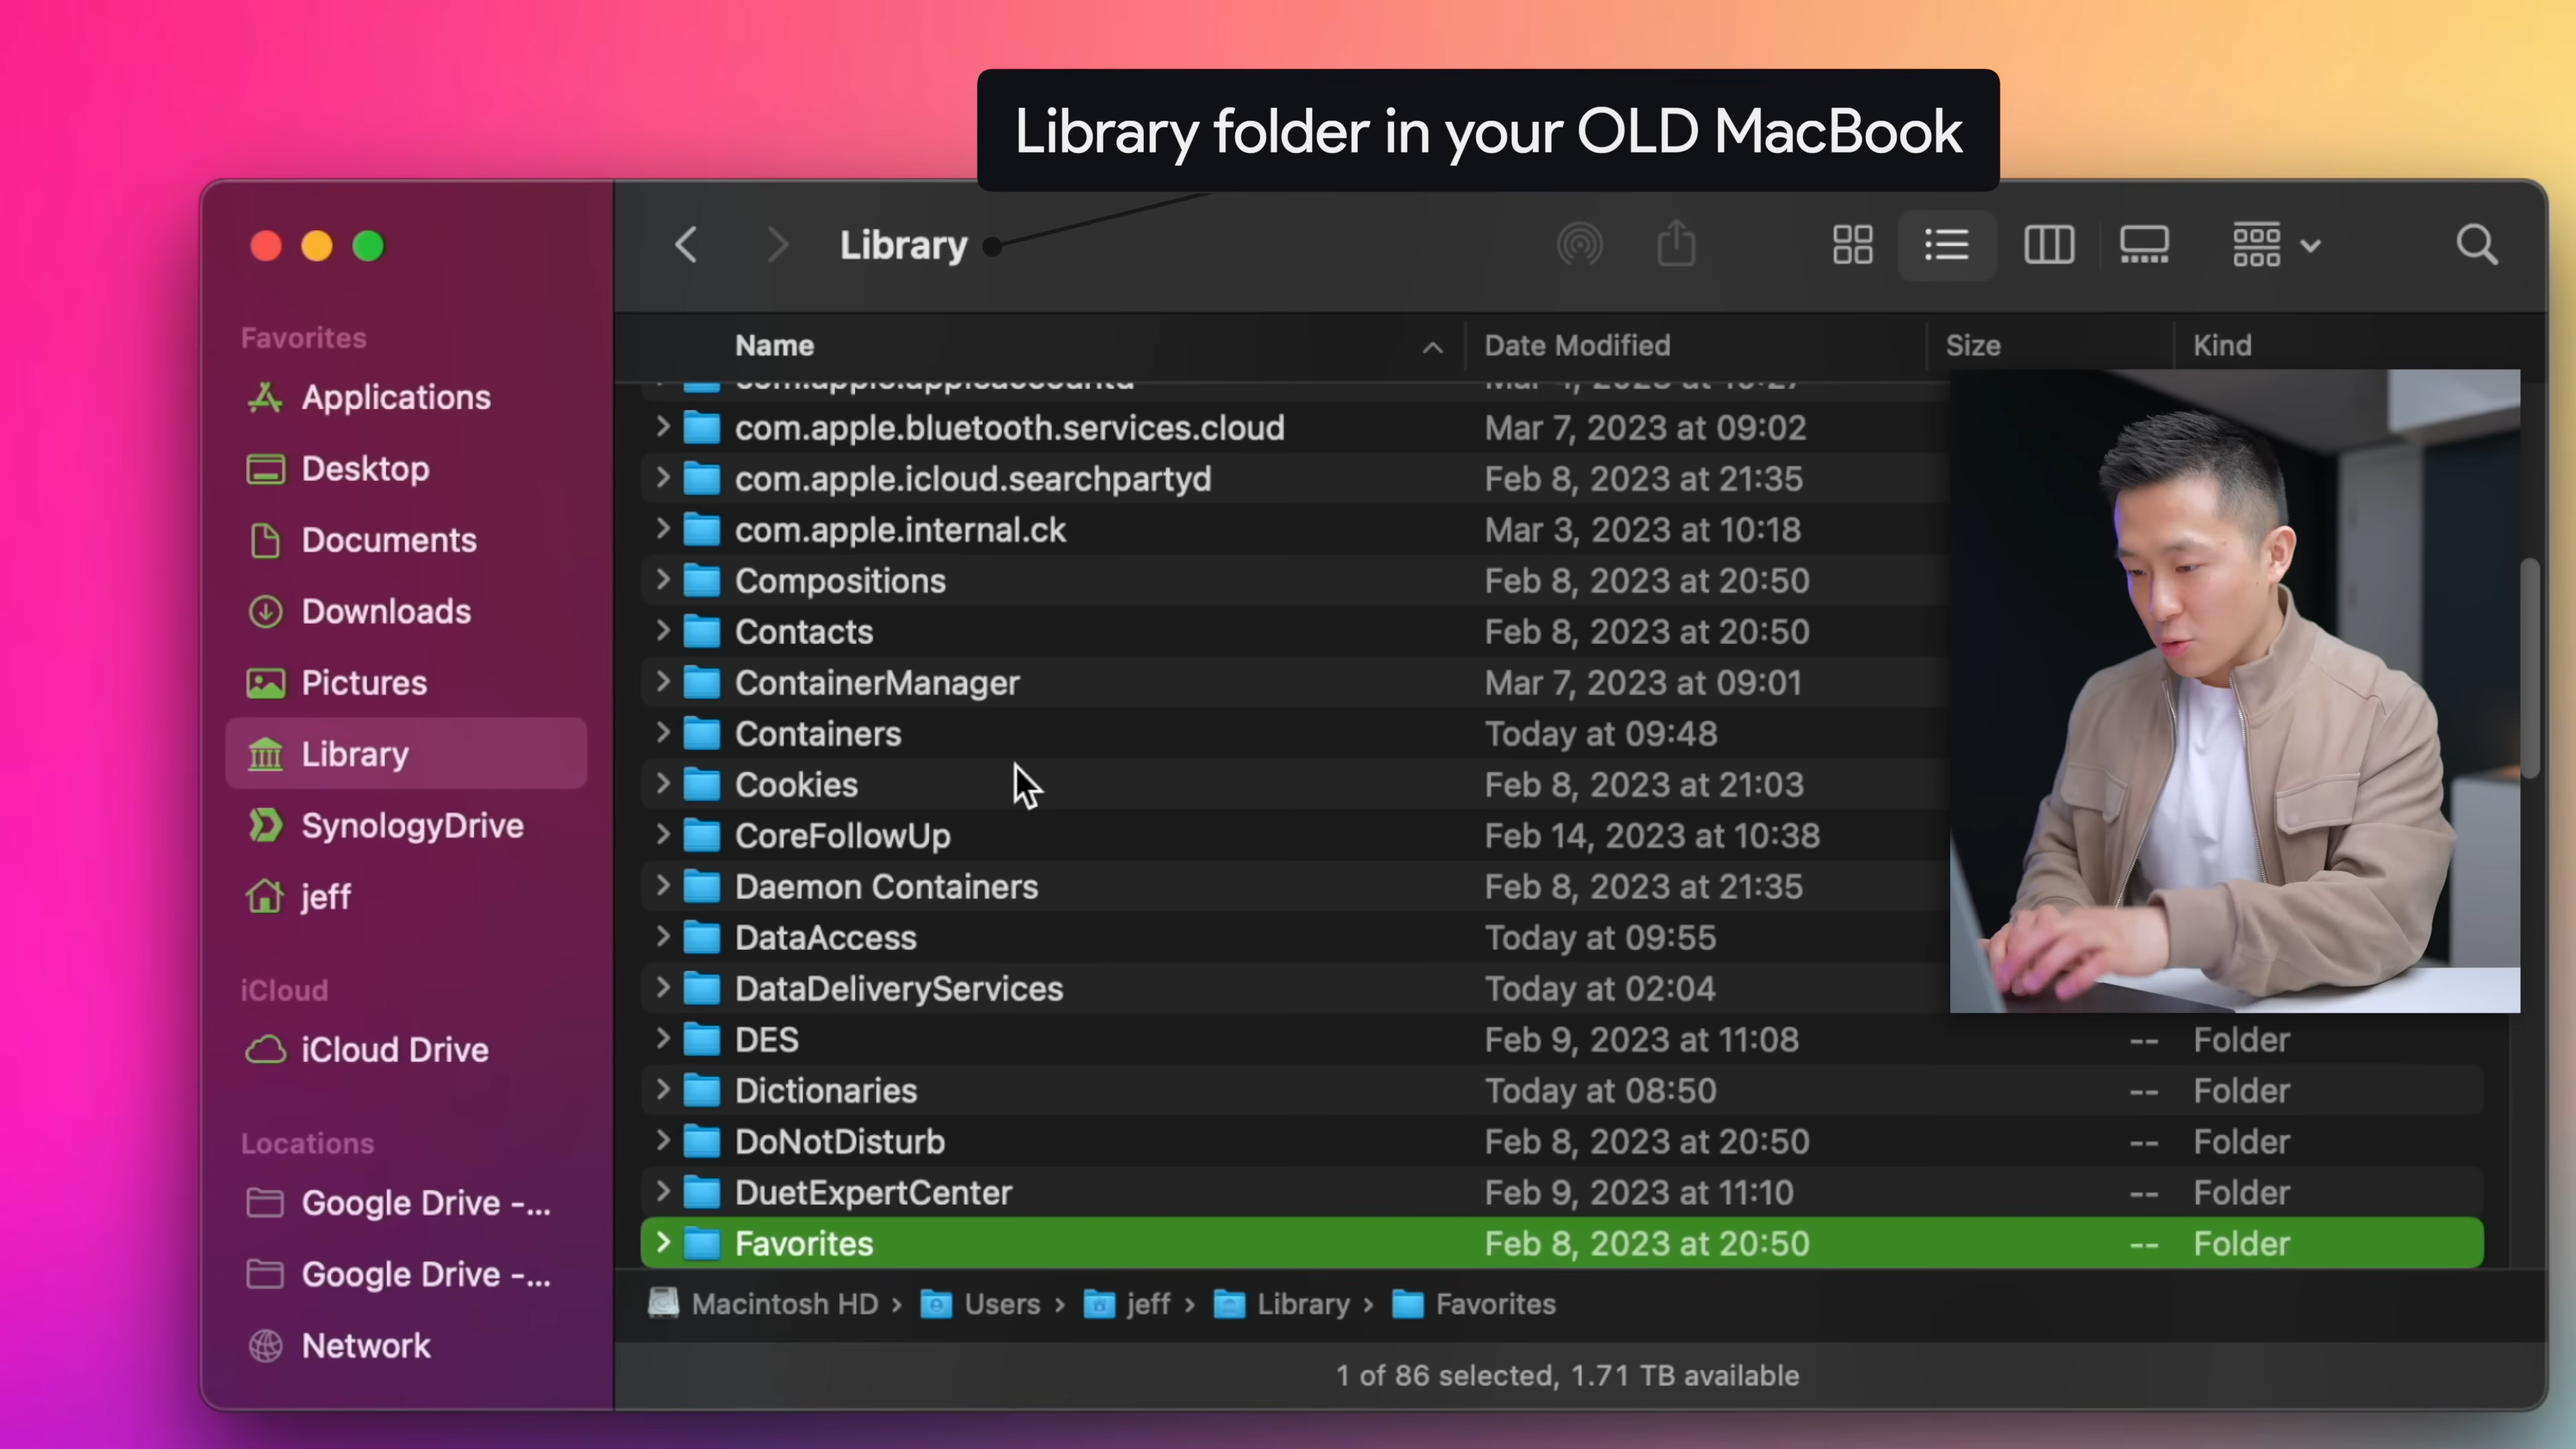 Library folder in your OLD MacBook
Library
Favorites
Applications
Desktop
Documents
Downloads
Pictures
Library
SynologyDrive
jeff
iCloud
iCloud Drive
Locations
Google Drive -...
Google Drive -...
Network
Name Date Modified Size Kind
com.apple.bluetooth.services.cloud Mar 7, 2023 at 09:02
com.apple.icloud.searchpartyd Feb 8, 2023 at 21:35
com.apple.internal.ck Mar 3, 2023 at 10:18
Compositions Feb 8, 2023 at 20:50
Contacts Feb 8, 2023 at 20:50
ContainerManager Mar 7, 2023 at 09:01
Containers Today at 09:48
Cookies Feb 8, 2023 at 21:03
CoreFollowUp Feb 14, 2023 at 10:38
Daemon Containers Feb 8, 2023 at 21:35
DataAccess Today at 09:55
DataDeliveryServices Today at 02:04
DES Feb 9, 2023 at 11:08 -- Folder
Dictionaries Today at 08:50 -- Folder
DoNotDisturb Feb 8, 2023 at 20:50 -- Folder
DuetExpertCenter Feb 9, 2023 at 11:10 -- Folder
Favorites Feb 8, 2023 at 20:50 -- Folder
Macintosh HD › Users › jeff › Library › Favorites
1 of 86 selected, 1.71 TB available